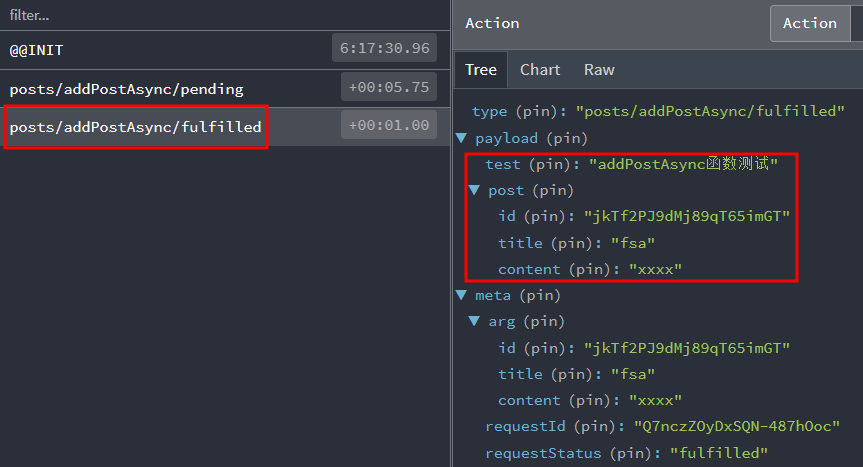 filter...
@@INIT
6:17:30.96
posts/addPostAsync/pending
+00:05.75
posts/addPostAsync/fulfilled
+00:01.00
Action
Action
Tree
Chart
Raw
type (pin): "posts/addPostAsync/fulfilled"
payload (pin)
test (pin): "addPostAsync函数测试"
post (pin)
id (pin): "jkTf2PJ9dMj89qT65imGT"
title (pin): "fsa"
content (pin): "xxxx"
meta (pin)
arg (pin)
id (pin): "jkTf2PJ9dMj89qT65imGT"
title (pin): "fsa"
content (pin): "xxxx"
requestId (pin): "Q7nczZOyDxSQN-487hOoc"
requestStatus (pin): "fulfilled"